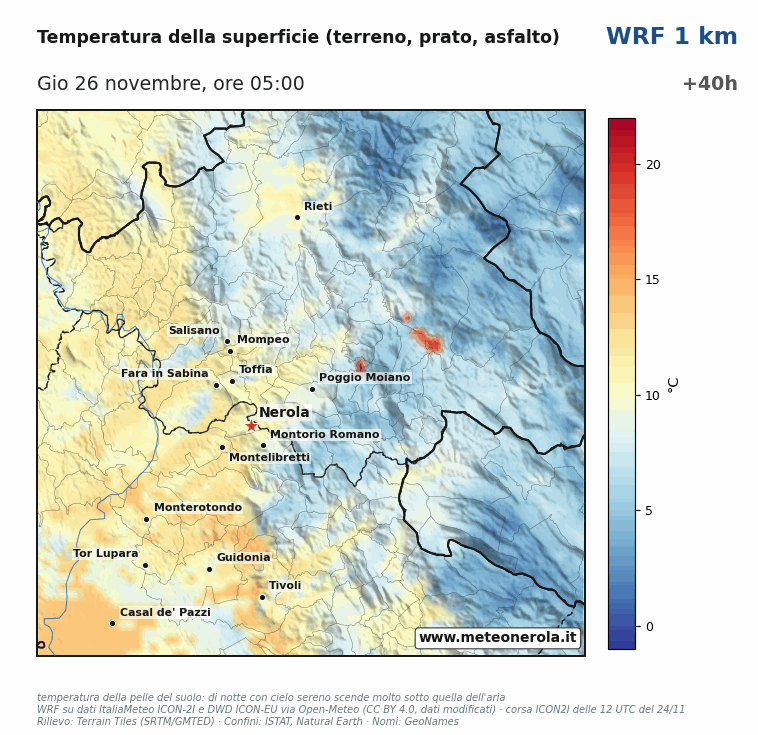 Temperatura della superficie (terreno, prato, asfalto)
WRF 1 km
Gio 26 novembre, ore 05:00
+40h
Rieti
Salisano
Mompeo
Fara in Sabina
Toffia
Poggio Moiano
Nerola
Montorio Romano
Montelibretti
Monterotondo
Tor Lupara
Guidonia
Tivoli
Casal de' Pazzi
www.meteonerola.it
20
15
10
5
0
°C
temperatura della pelle del suolo: di notte con cielo sereno scende molto sotto quella dell'aria
WRF su dati ItaliaMeteo ICON-2I e DWD ICON-EU via Open-Meteo (CC BY 4.0, dati modificati) · corsa ICON2I delle 12 UTC del 24/11
Rilievo: Terrain Tiles (SRTM/GMTED) · Confini: ISTAT, Natural Earth · Nomi: GeoNames